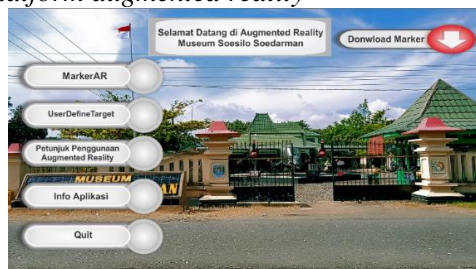 platform augmented reality
Selamat Datang di Augmented Reality
Museum Soesilo Soedarman
Donwload Marker
MarkerAR
UserDefineTarget
Petunjuk Penggunaan
Augmented Reality
MUSEUM
Info Aplikasi
Quit